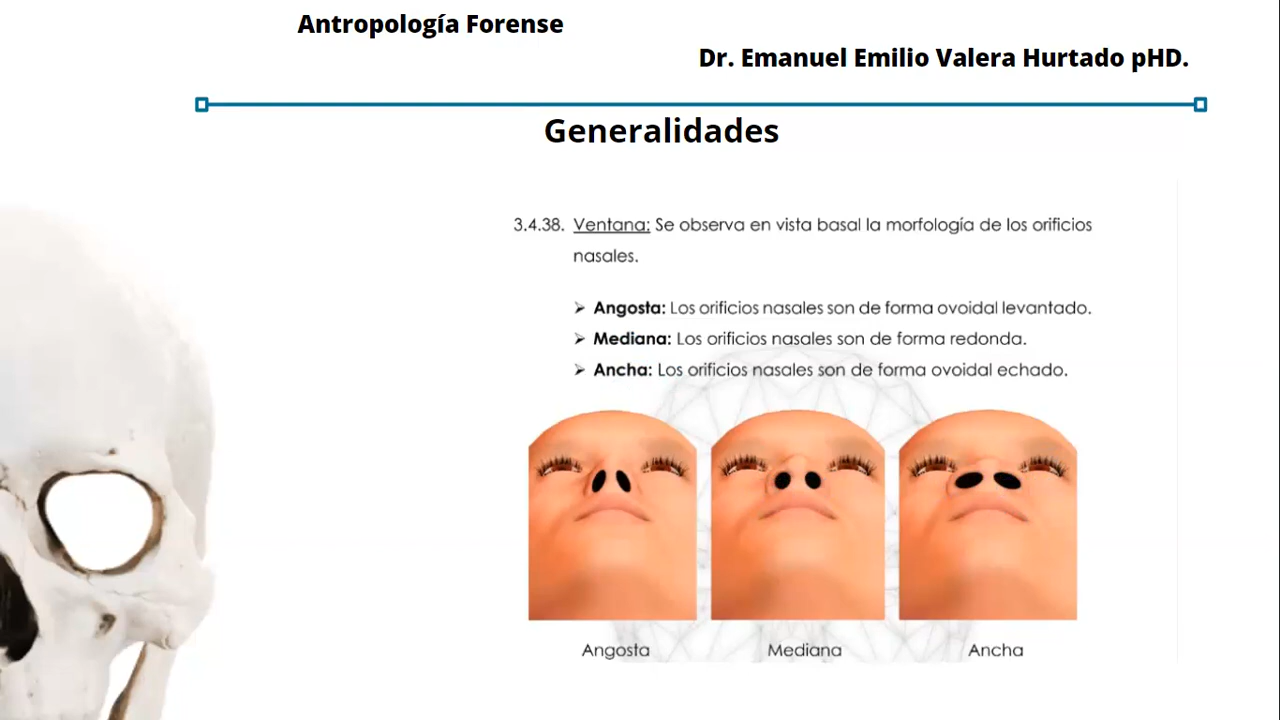 Antropología Forense
Dr. Emanuel Emilio Valera Hurtado pHD.
Generalidades
3.4.38. Ventana: Se observa en vista basal la morfología de los orificios
nasales.
➢ Angosta: Los orificios nasales son de forma ovoidal levantado.
➢ Mediana: Los orificios nasales son de forma redonda.
➢ Ancha: Los orificios nasales son de forma ovoidal echado.
Angosta Mediana Ancha